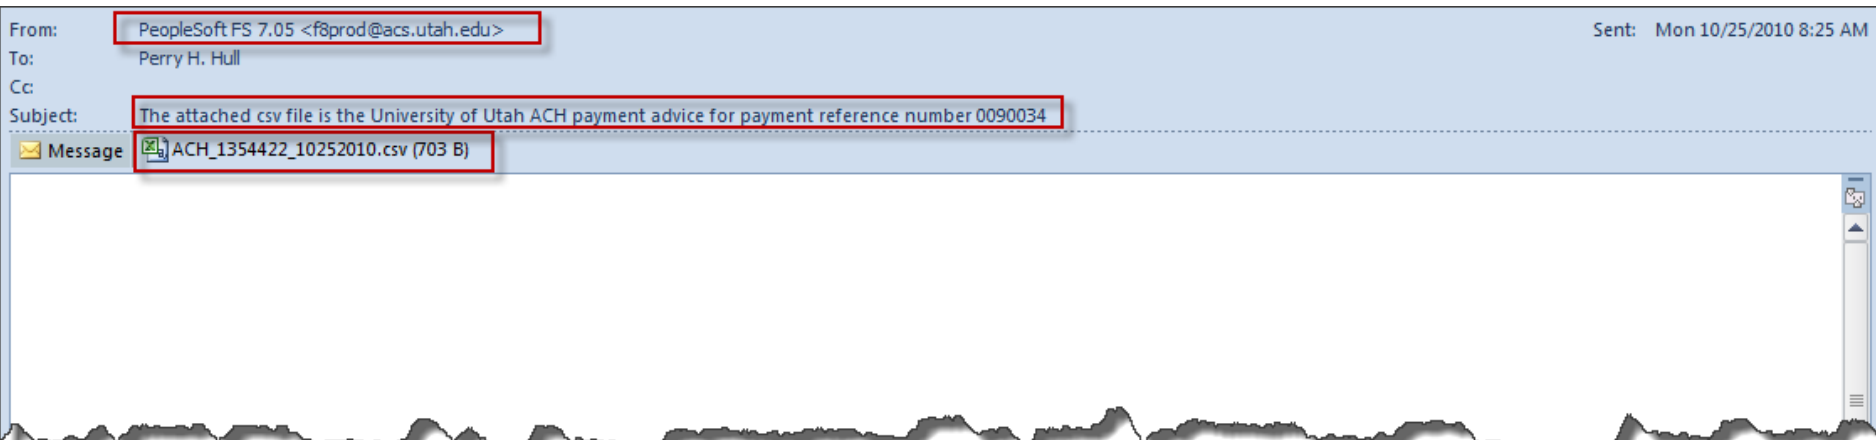 From: PeopleSoft FS 7.05 <f8prod@acs.utah.edu> Sent: Mon 10/25/2010 8:25 AM
To: Perry H. Hull
Cc:
Subject: The attached csv file is the University of Utah ACH payment advice for payment reference number 0090034
Message ACH_1354422_10252010.csv (703 B)